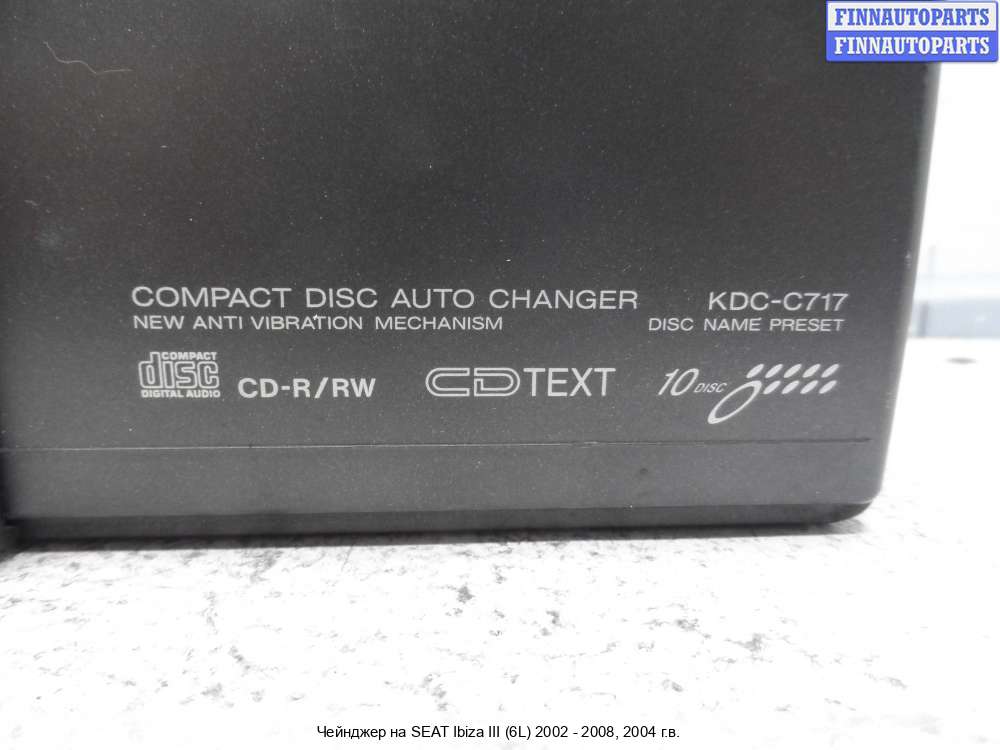 FINNAUTOPARTS
FINNAUTOPARTS
COMPACT DISC AUTO CHANGER KDC-C717
NEW ANTI VIBRATION MECHANISM DISC NAME PRESET
COMPACT
disc
DIGITAL AUDIO
CD-R/RW
CD TEXT
10 DISC
Чейнджер на SEAT Ibiza III (6L) 2002 - 2008, 2004 г.в.